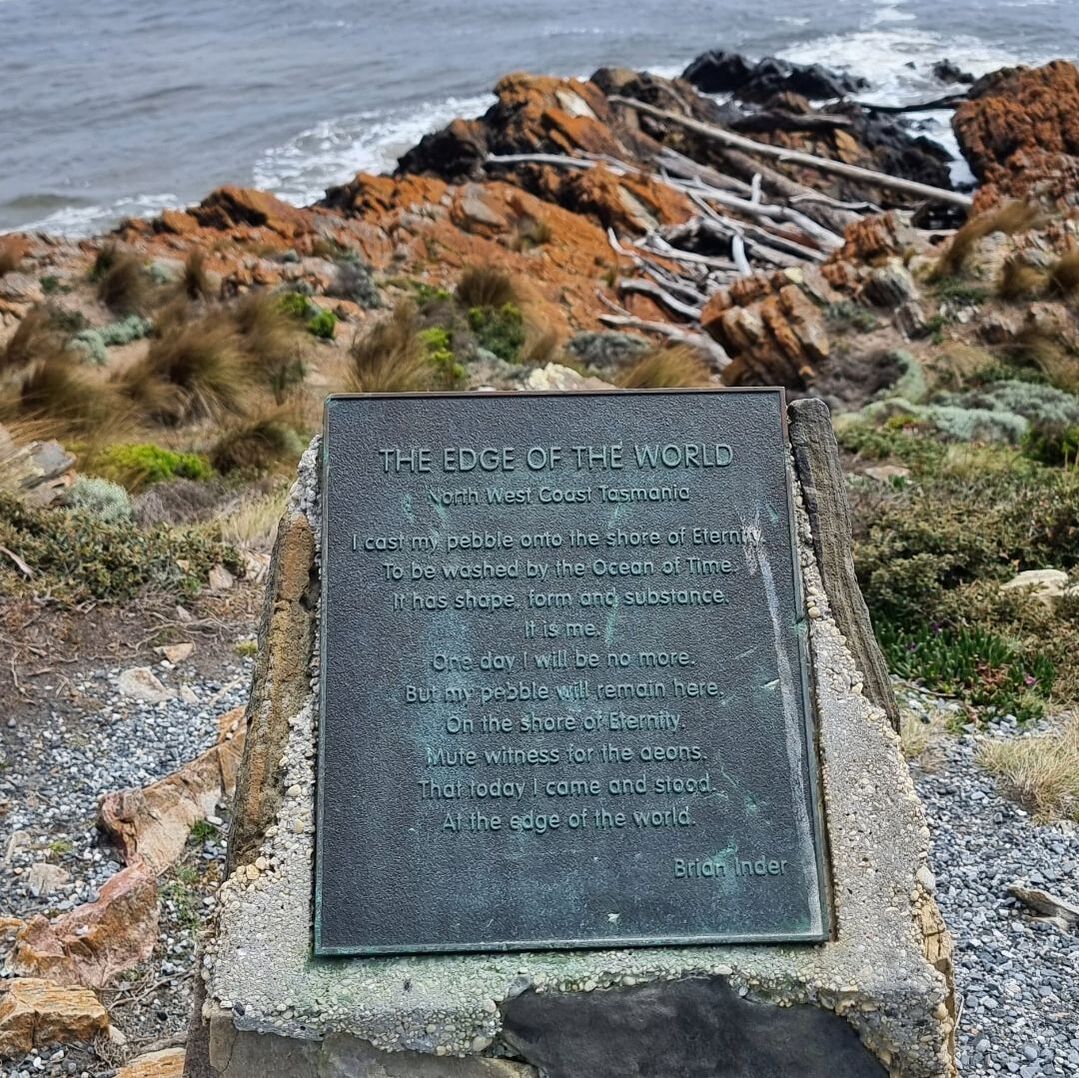 THE EDGE OF THE WORLD
North West Coast Tasmania
I cast my pebble onto the shore of Eternity.
To be washed by the Ocean of Time.
It has shape, form and substance.
It is me.
One day I will be no more.
But my pebble will remain here.
On the shore of Eternity.
Mute witness for the aeons.
That today I came and stood
At the edge of the world.
Brian Inder